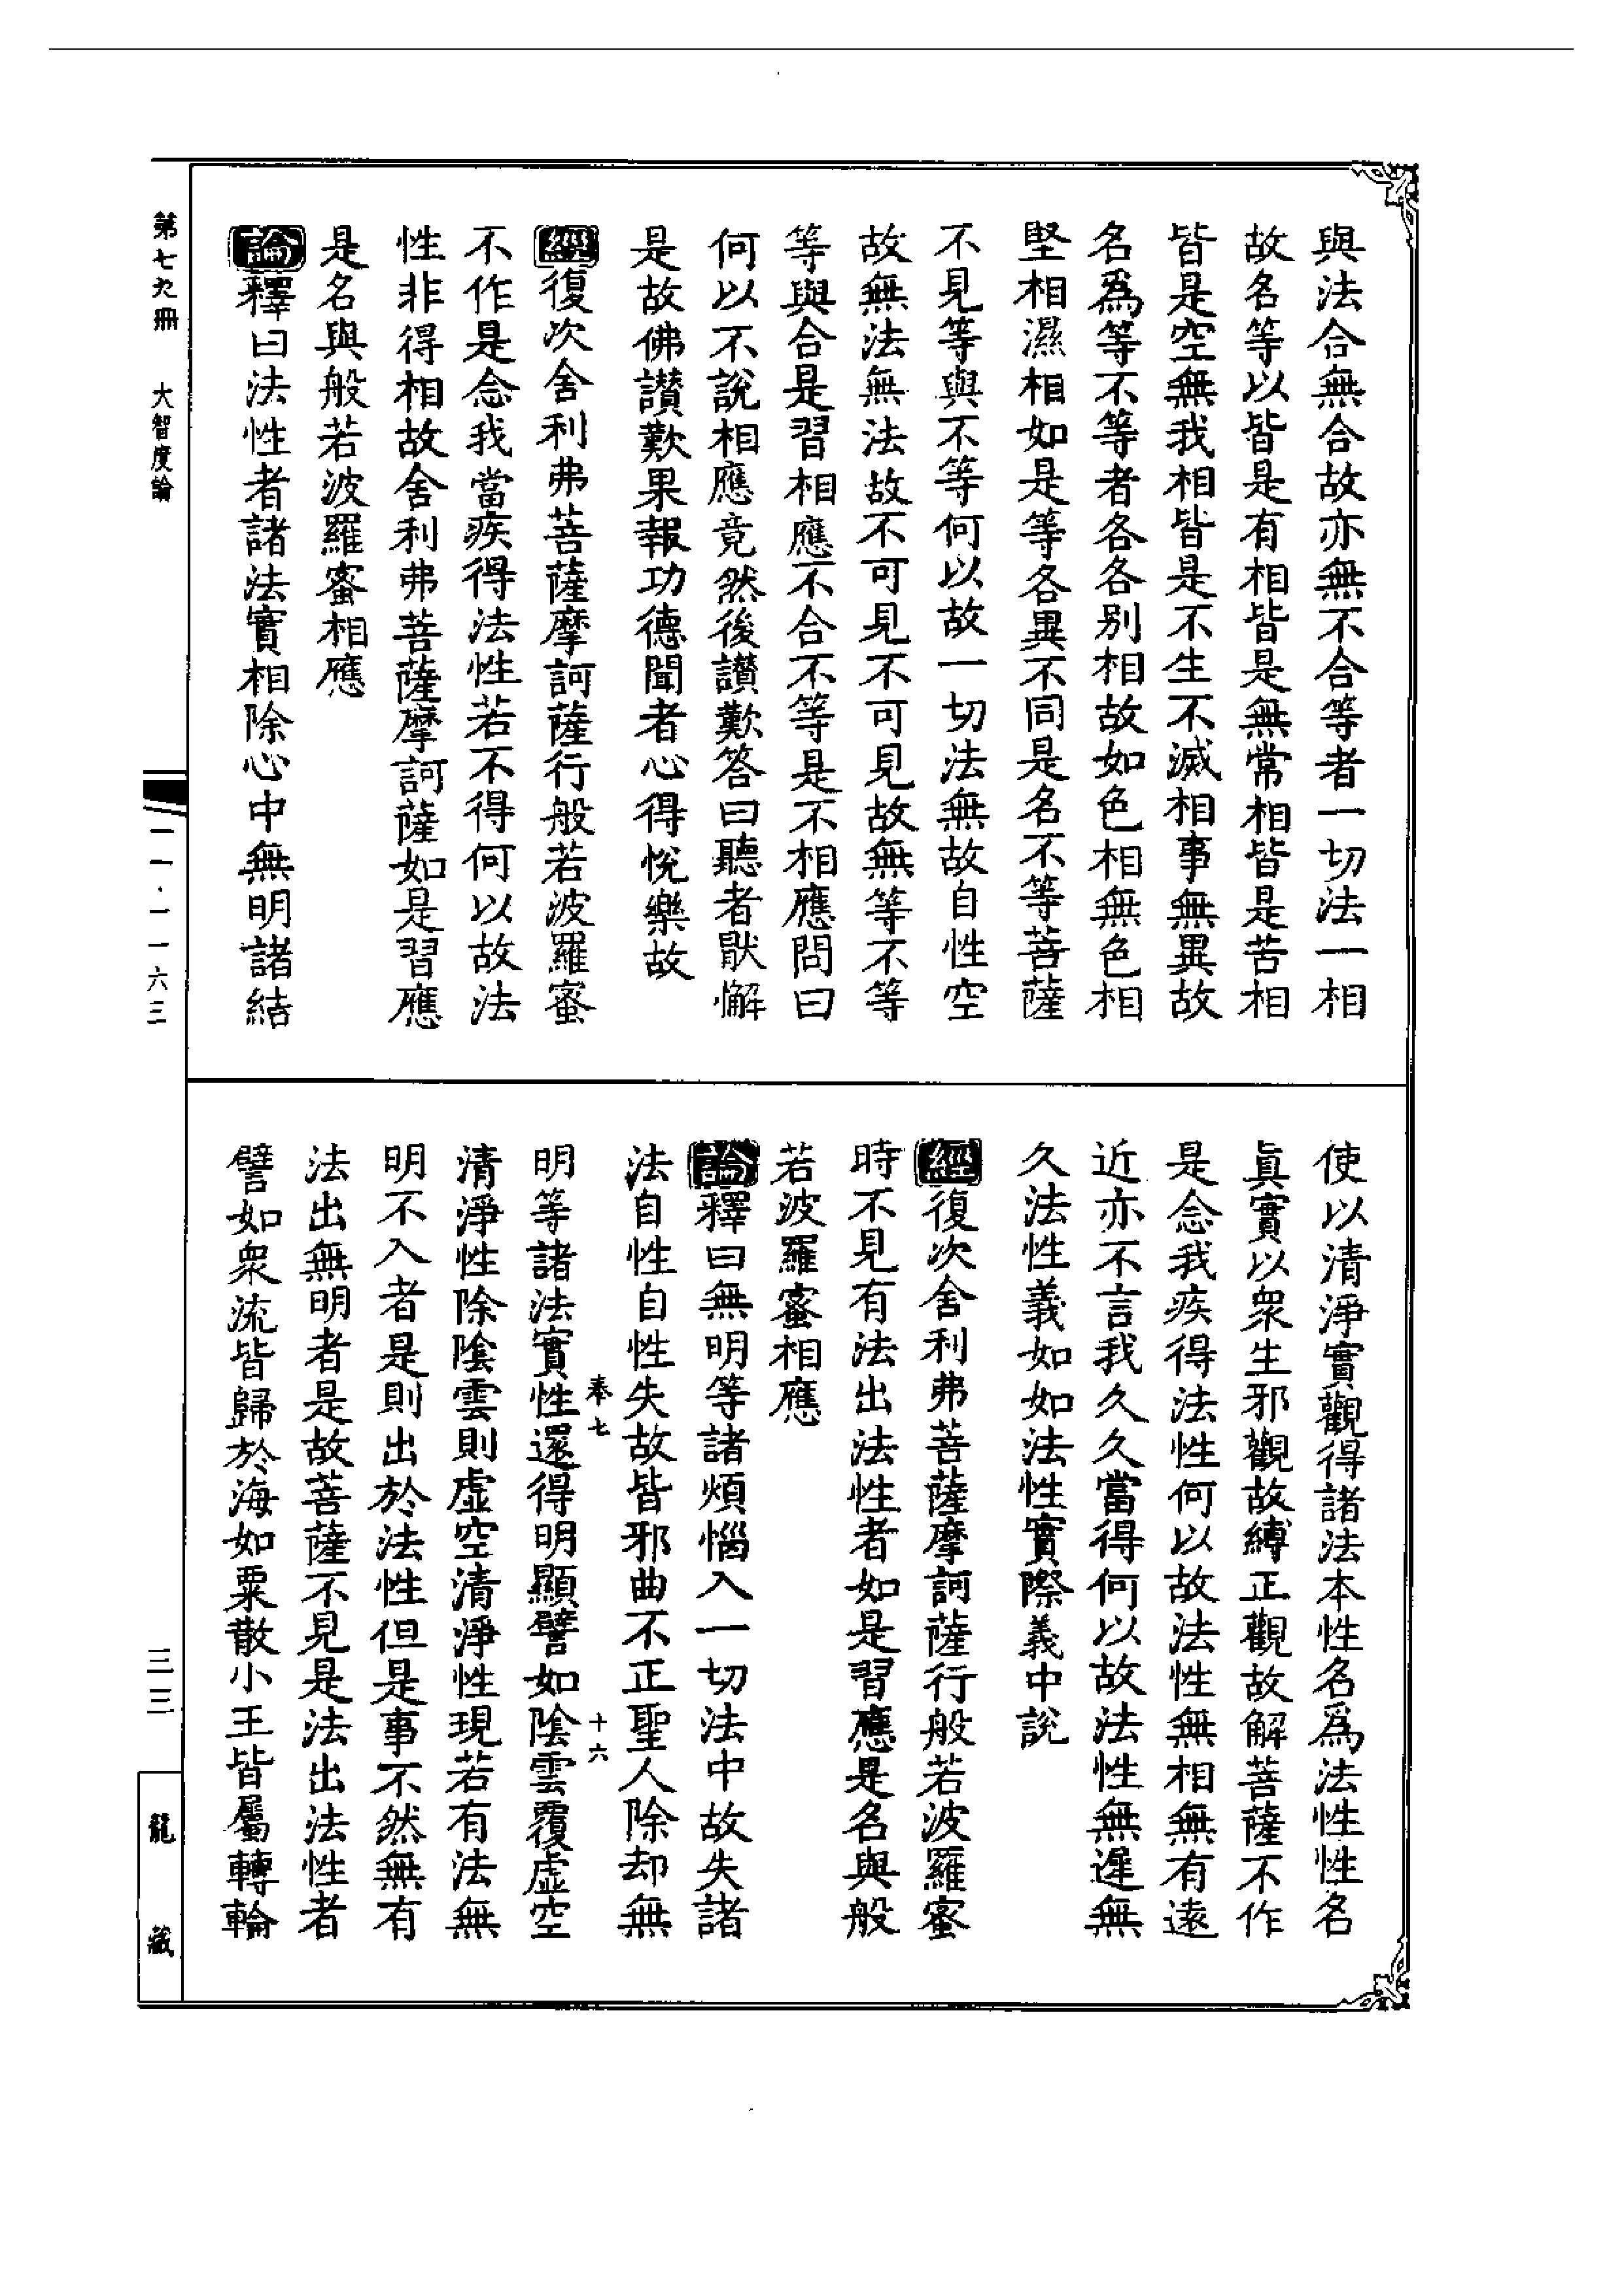 與法合無合故亦無不合等者一切法一相
故名等以皆是有相皆是無常相皆是苦相
皆是空無我相皆是不生不滅相事無異故
名爲等不等者各各別相故如色相無色相
堅相濕相如是等各異不同是名不等菩薩
不見等與不等何以故一切法無故自性空
故無法無法故不可見不可見故無等不等
等與合是習相應不合不等是不相應問曰
何以不說相應竟然後讃歎答曰聽者猒懈
是故佛讃歎果報功德聞者心得悅樂故
經復次舍利弗菩薩摩訶薩行般若波羅蜜
不作是念我當疾得法性若不得何以故法
性非得相故舍利弗菩薩摩訶薩如是習應
是名與般若波羅蜜相應
論釋曰法性者諸法實相除心中無明諸結
使以清淨實觀得諸法本性名爲法性性名
眞實以衆生邪觀故縛正觀故解菩薩不作
是念我疾得法性何以故法性無相無有遠
近亦不言我久久當得何以故法性無遲無
久法性義如如法性實際義中說
經復次舍利弗菩薩摩訶薩行般若波羅蜜
時不見有法出法性者如是習應是名與般
若波羅蜜相應
論釋曰無明等諸煩惱入一切法中故失諸
法自性自性失故皆邪曲不正聖人除却無
卷七 十六
明等諸法實性還得明顯譬如陰雲覆虛空
清淨性除陰雲則虛空清淨性現若有法無
明不入者是則出於法性但是事不然無有
法出無明者是故菩薩不見是法出法性者
譬如衆流皆歸於海如粟散小王皆屬轉輪
第七九冊 大智度論
一一·一一六三
三三
龍藏